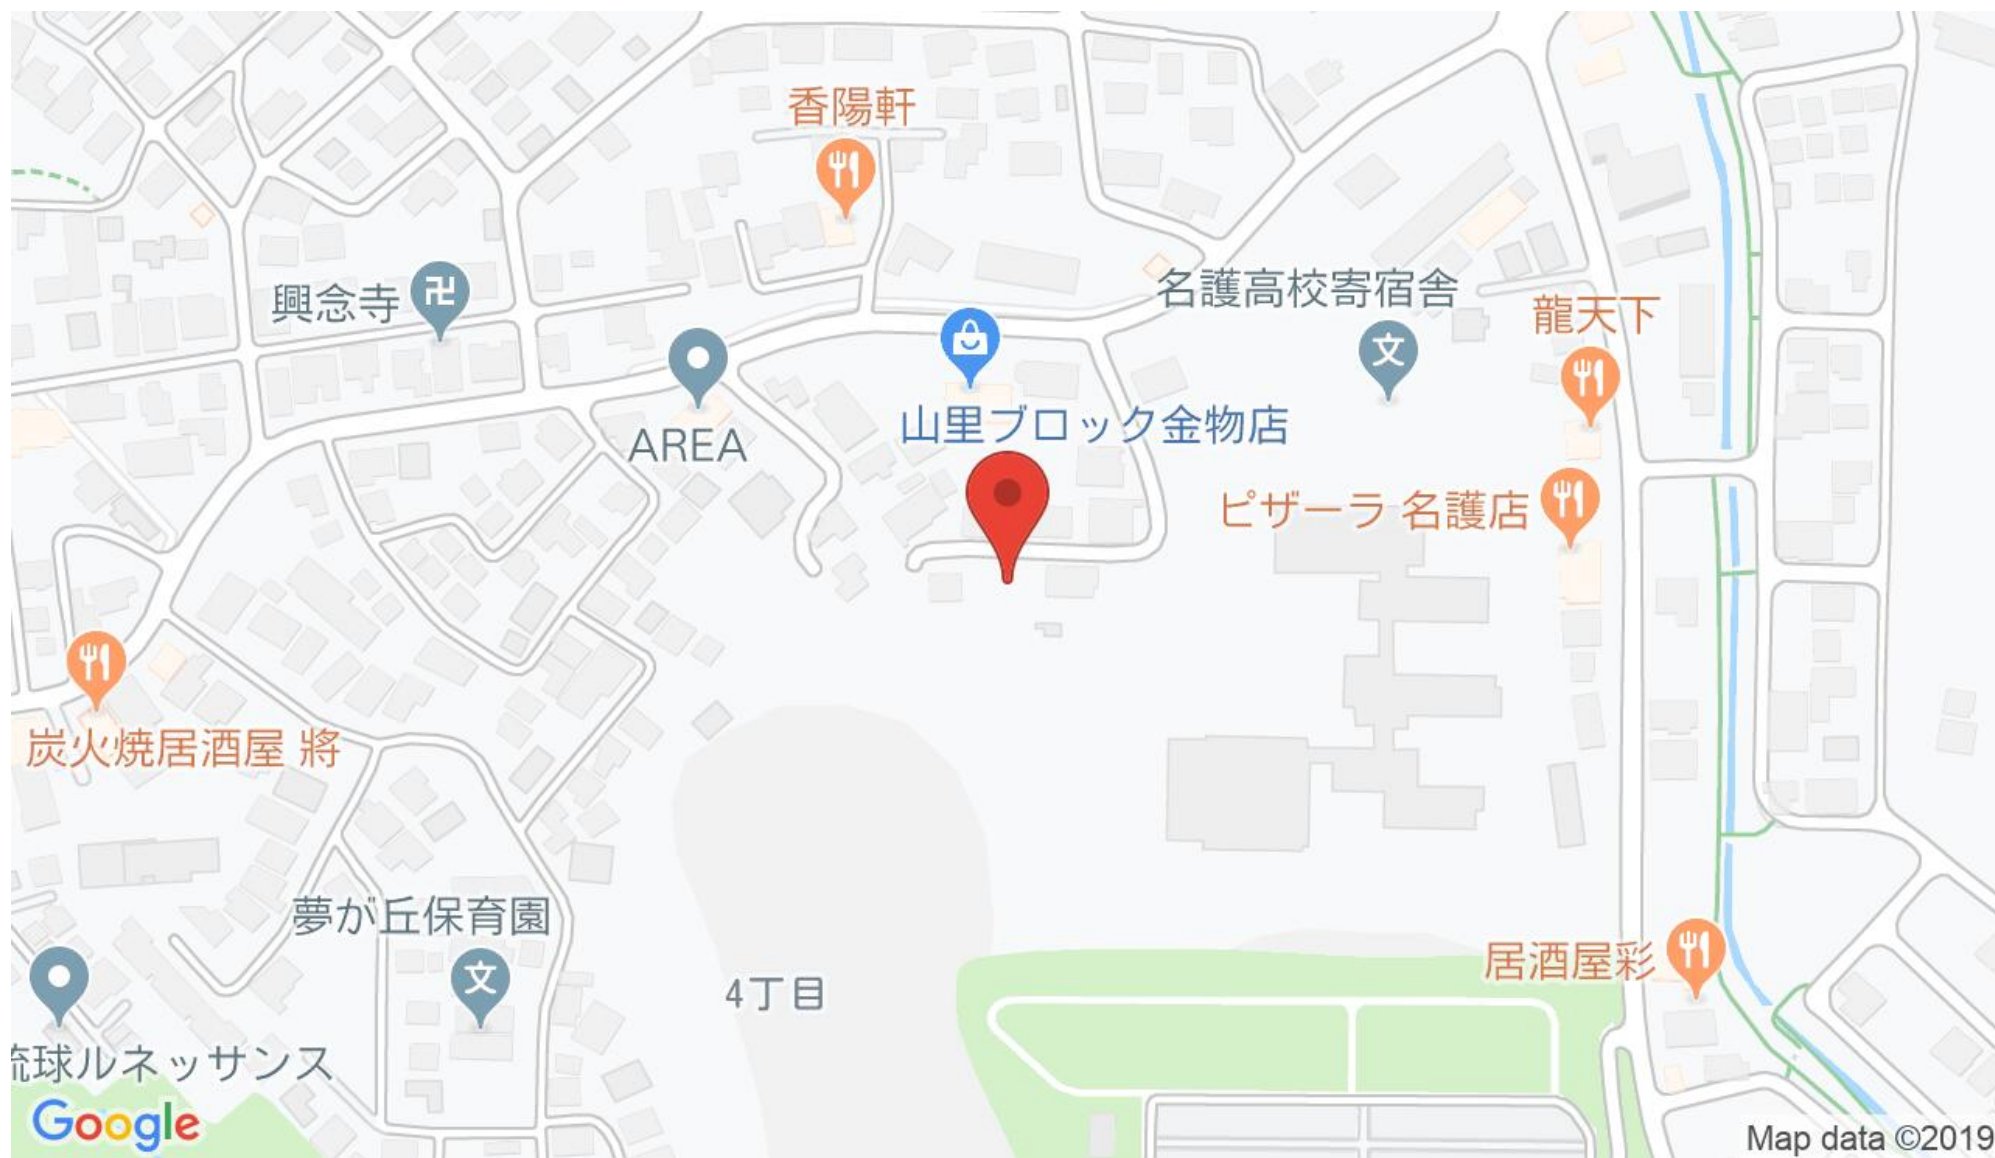 香陽軒
名護高校寄宿舎
興念寺
龍天下
山里ブロック金物店
AREA
ピザーラ 名護店
炭火焼居酒屋 將
夢が丘保育園
居酒屋彩
4丁目
琉球ルネッサンス
Google
Map data ©2019